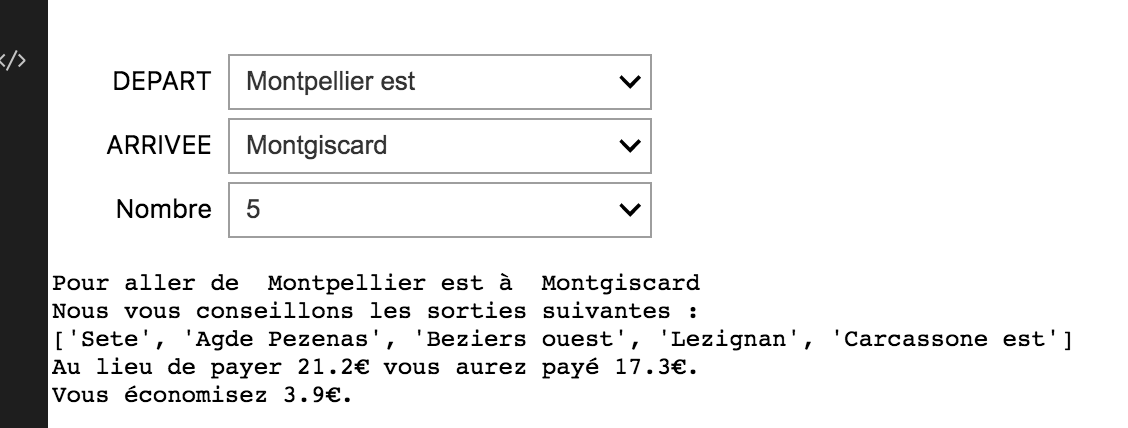 </>
DEPART Montpellier est
ARRIVEE Montgiscard
Nombre 5
Pour aller de  Montpellier est à  Montgiscard
Nous vous conseillons les sorties suivantes :
['Sete', 'Agde Pezenas', 'Beziers ouest', 'Lezignan', 'Carcassone est']
Au lieu de payer 21.2€ vous aurez payé 17.3€.
Vous économisez 3.9€.